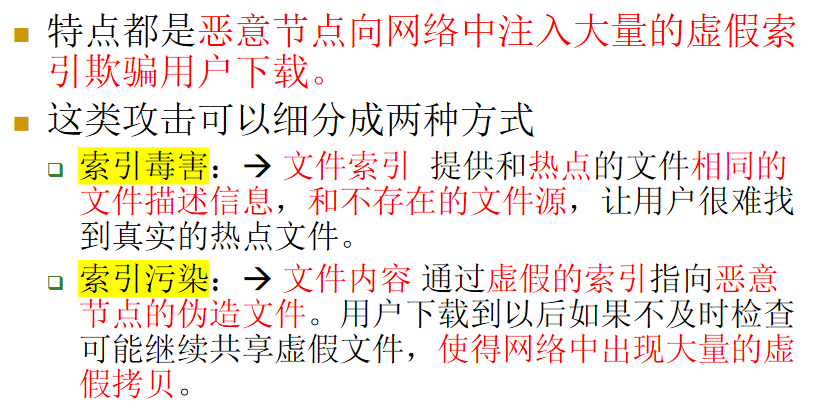 特点都是恶意节点向网络中注入大量的虚假索
引欺骗用户下载。
这类攻击可以细分成两种方式
索引毒害：→ 文件索引 提供和热点的文件相同的
文件描述信息，和不存在的文件源，让用户很难找
到真实的热点文件。
索引污染：→ 文件内容 通过虚假的索引指向恶意
节点的伪造文件。用户下载到以后如果不及时检查
可能继续共享虚假文件，使得网络中出现大量的虚
假拷贝。